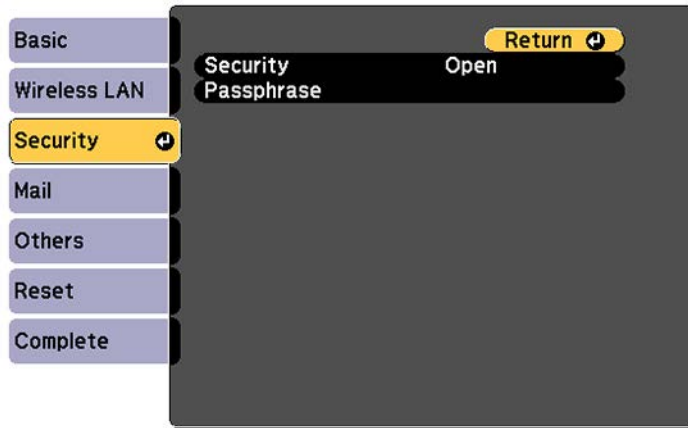 Basic
Wireless LAN
Security
Mail
Others
Reset
Complete
Return
Security Open
Passphrase